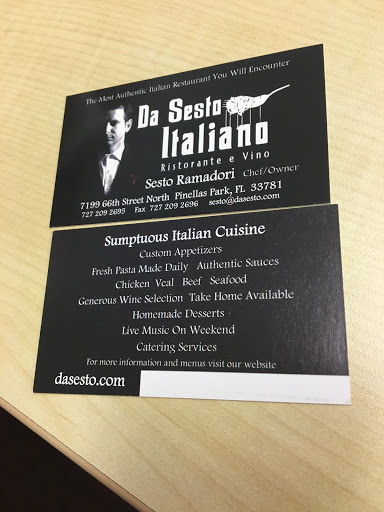 The Most Authentic Italian Restaurant You Will Encounter
Da Sesto
Italiano
Ristorante e Vino
Sesto Ramadori Chef/Owner
7199 66th Street North Pinellas Park, FL 33781
727 209 2695 Fax 727 209 2696 sesto@dasesto.com
Sumptuous Italian Cuisine
Custom Appetizers
Fresh Pasta Made Daily Authentic Sauces
Chicken Veal Beef Seafood
Generous Wine Selection Take Home Available
Homemade Desserts
Live Music On Weekend
Catering Services
For more information and menus visit our website
dasesto.com